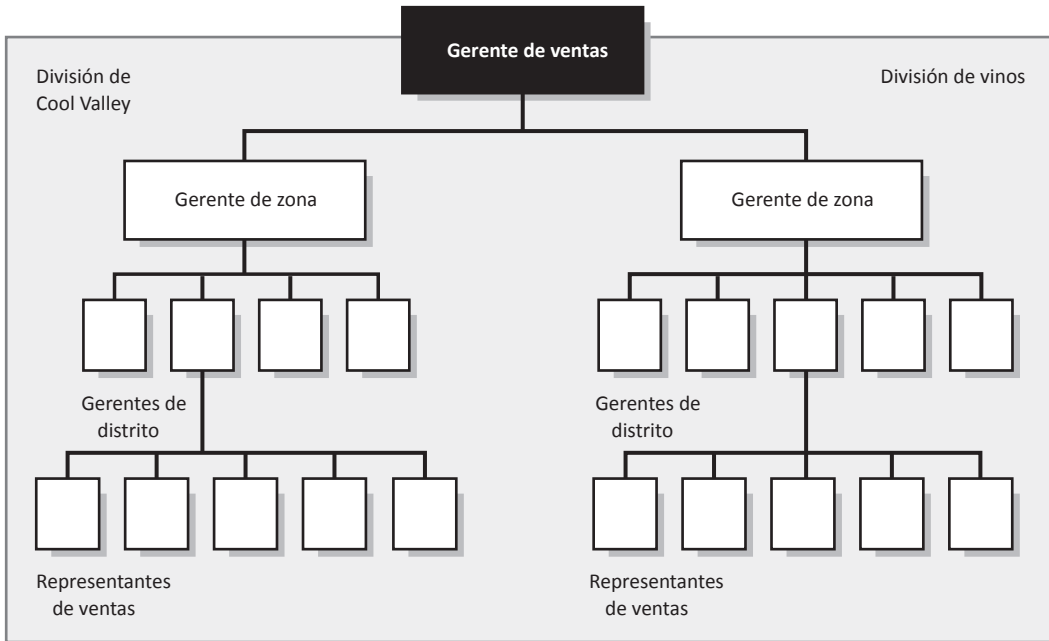 Gerente de ventas
División de
Cool Valley
División de vinos
Gerente de zona
Gerente de zona
Gerentes de
distrito
Gerentes de
distrito
Representantes
de ventas
Representantes
de ventas